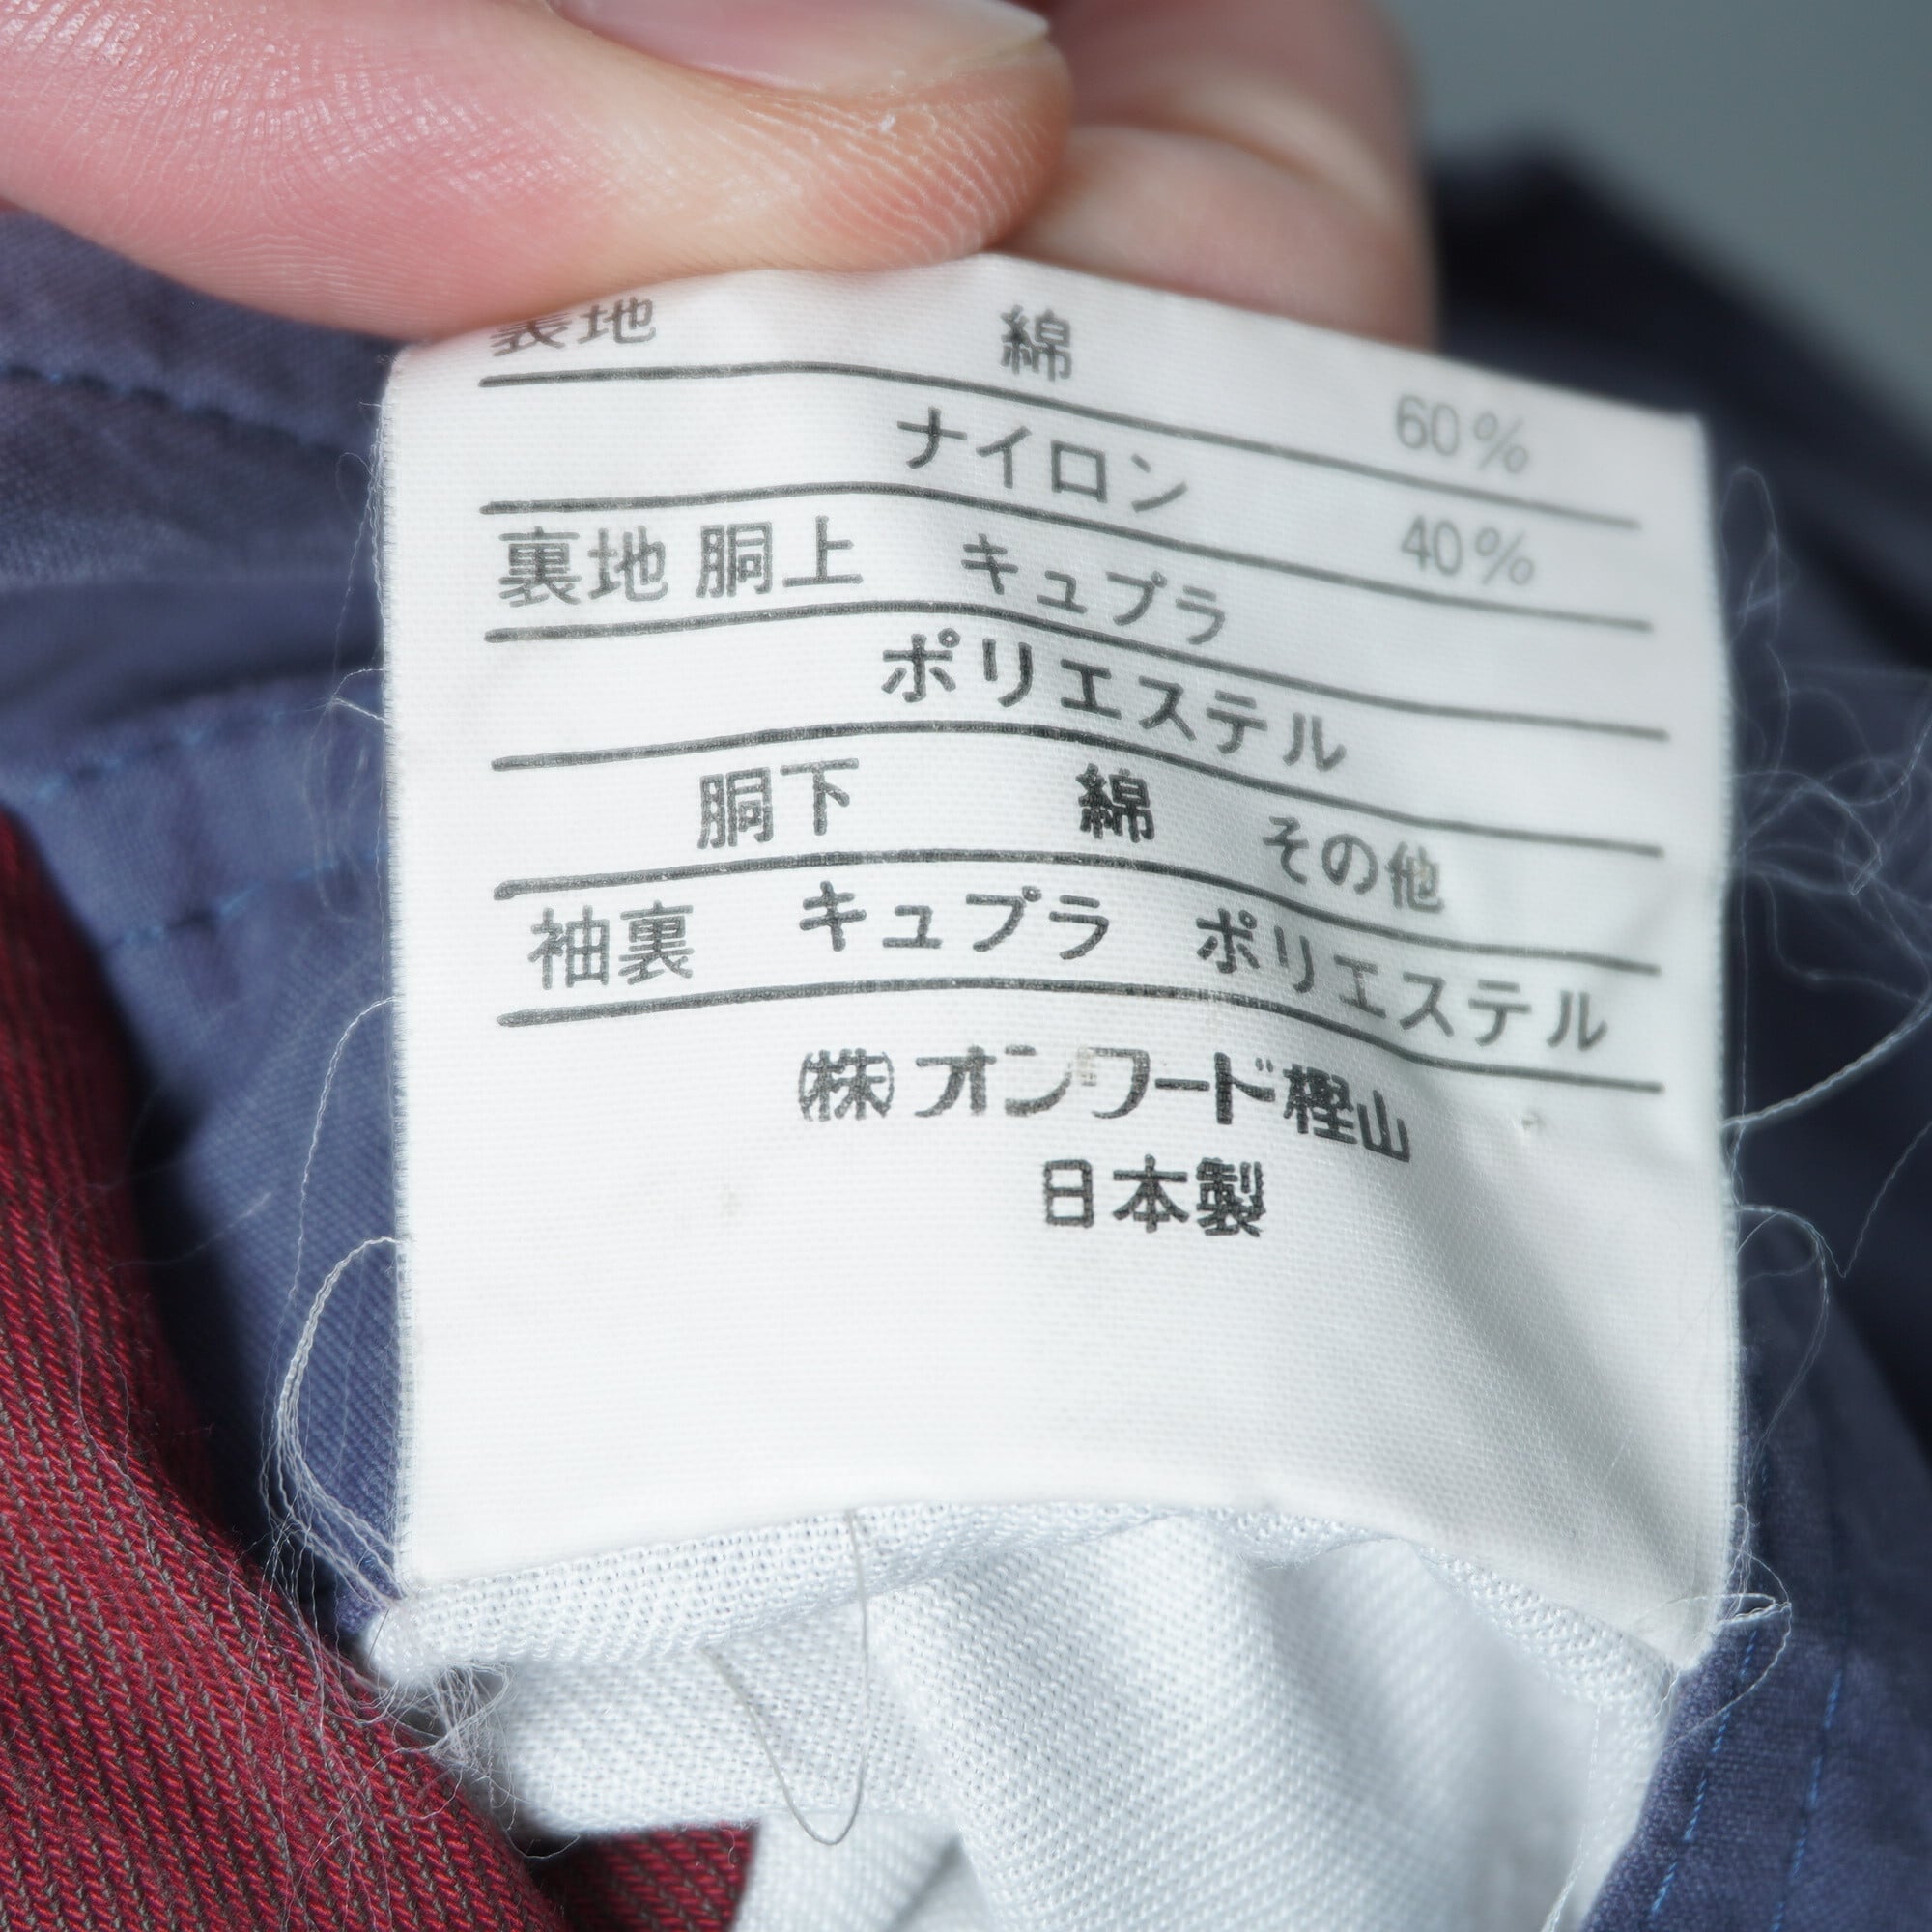 表地 綿 60%
ナイロン 40%
裏地 胴上 キュプラ
ポリエステル
胴下 綿 その他
袖裏 キュプラ ポリエステル
㈱オンワード樫山
日本製